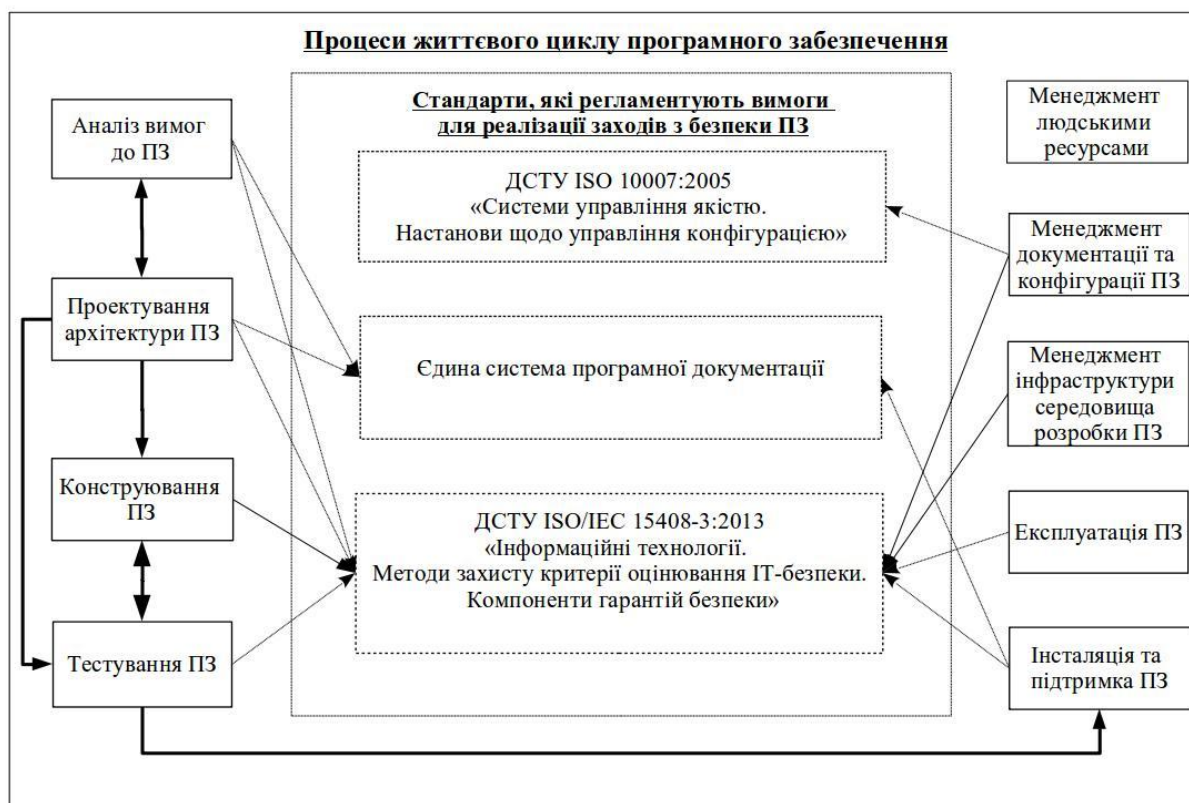 Процеси життєвого циклу програмного забезпечення
Аналіз вимог
до ПЗ
Проектування
архітектури ПЗ
Конструювання
ПЗ
Тестування ПЗ
Стандарти, які регламентують вимоги
для реалізації заходів з безпеки ПЗ
ДСТУ ISO 10007:2005
«Системи управління якістю.
Настанови щодо управління конфігурацією»
Єдина система програмної документації
ДСТУ ISO/IEC 15408-3:2013
«Інформаційні технології.
Методи захисту критерії оцінювання ІТ-безпеки.
Компоненти гарантій безпеки»
Менеджмент
людськими
ресурсами
Менеджмент
документації та
конфігурації ПЗ
Менеджмент
інфраструктури
середовища
розробки ПЗ
Експлуатація ПЗ
Інсталяція та
підтримка ПЗ